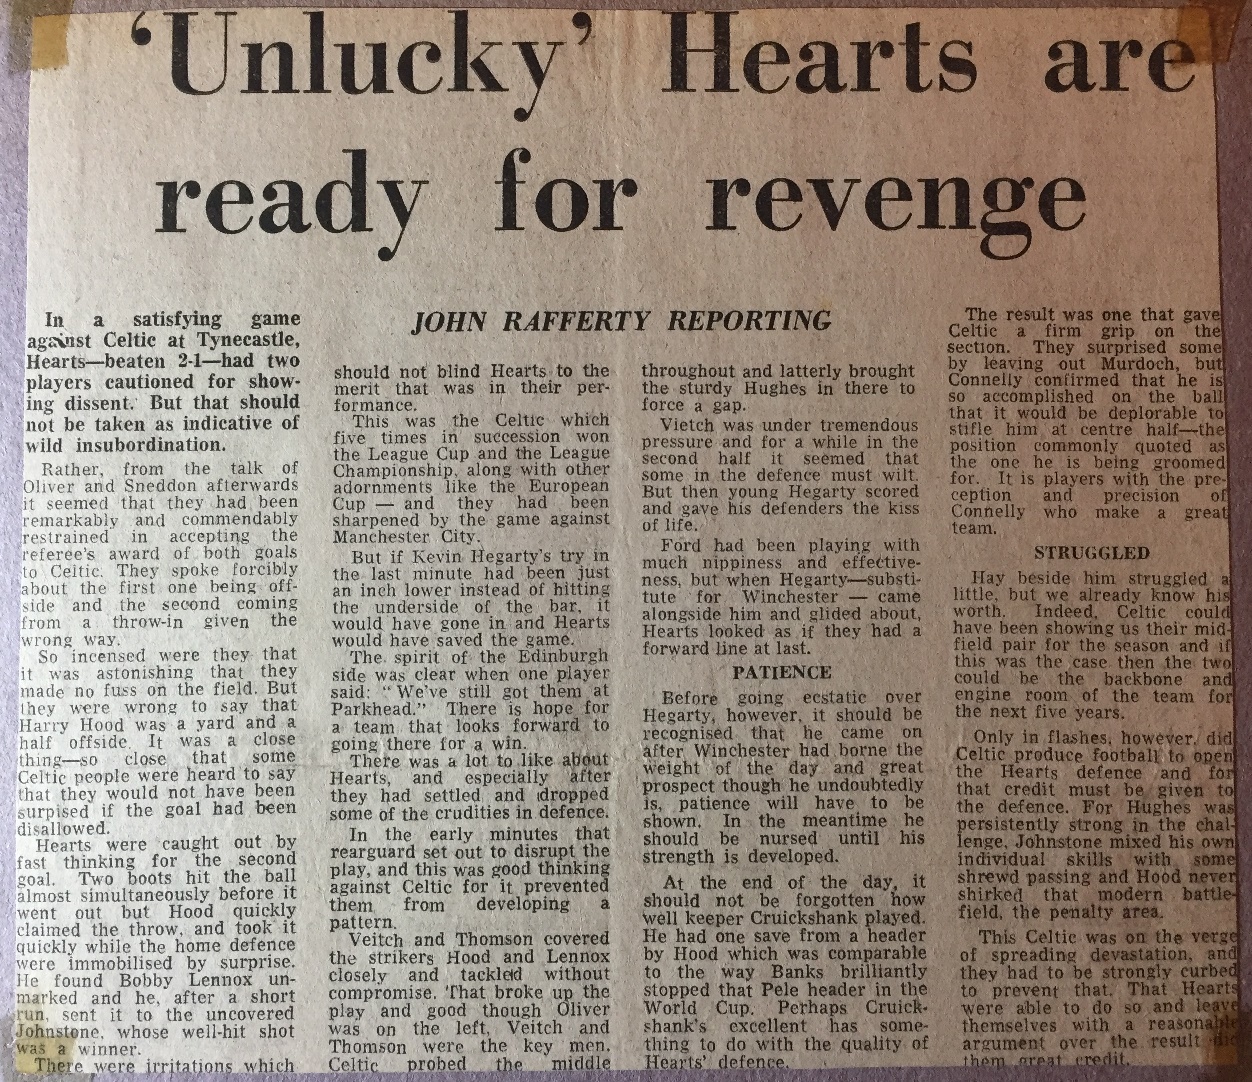 ‘Unlucky’ Hearts are
ready for revenge
JOHN RAFFERTY REPORTING
In a satisfying game
against Celtic at Tynecastle,
Hearts—beaten 2-1—had two
players cautioned for show-
ing dissent. But that should
not be taken as indicative of
wild insubordination.
Rather, from the talk of
Oliver and Sneddon afterwards
it seemed that they had been
remarkably and commendably
restrained in accepting the
referee's award of both goals
to Celtic. They spoke forcibly
about the first one being off-
side and the second coming
from a throw-in given the
wrong way.
So incensed were they that
it was astonishing that they
made no fuss on the field. But
they were wrong to say that
Harry Hood was a yard and a
half offside. It was a close
thing—so close that some
Celtic people were heard to say
that they would not have been
surpised if the goal had been
disallowed.
Hearts were caught out by
fast thinking for the second
goal. Two boots hit the ball
almost simultaneously before it
went out but Hood quickly
claimed the throw, and took it
quickly while the home defence
were immobilised by surprise.
He found Bobby Lennox un-
marked and he, after a short
run, sent it to the uncovered
Johnstone, whose well-hit shot
was a winner.
There were irritations which
should not blind Hearts to the
merit that was in their per-
formance.
This was the Celtic which
five times in succession won
the League Cup and the League
Championship, along with other
adornments like the European
Cup — and they had been
sharpened by the game against
Manchester City.
But if Kevin Hegarty's try in
the last minute had been just
an inch lower instead of hitting
the underside of the bar, it
would have gone in and Hearts
would have saved the game.
The spirit of the Edinburgh
side was clear when one player
said: “We've still got them at
Parkhead.” There is hope for
a team that looks forward to
going there for a win.
There was a lot to like about
Hearts, and especially after
they had settled and dropped
some of the crudities in defence.
In the early minutes that
rearguard set out to disrupt the
play, and this was good thinking
against Celtic for it prevented
them from developing a
pattern.
Veitch and Thomson covered
the strikers Hood and Lennox
closely and tackled without
compromise. That broke up the
play and good though Oliver
was on the left, Veitch and
Thomson were the key men.
Celtic probed the middle
throughout and latterly brought
the sturdy Hughes in there to
force a gap.
Vietch was under tremendous
pressure and for a while in the
second half it seemed that
some in the defence must wilt.
But then young Hegarty scored
and gave his defenders the kiss
of life.
Ford had been playing with
much nippiness and effective-
ness, but when Hegarty—substi-
tute for Winchester — came
alongside him and glided about,
Hearts looked as if they had a
forward line at last.
PATIENCE
Before going ecstatic over
Hegarty, however, it should be
recognised that he came on
after Winchester had borne the
weight of the day and great
prospect though he undoubtedly
is, patience will have to be
shown. In the meantime he
should be nursed until his
strength is developed.
At the end of the day, it
should not be forgotten how
well keeper Cruickshank played.
He had one save from a header
by Hood which was comparable
to the way Banks brilliantly
stopped that Pele header in the
World Cup. Perhaps Cruick-
shank's excellent has some-
thing to do with the quality of
Hearts' defence.
The result was one that gave
Celtic a firm grip on the
section. They surprised some
by leaving out Murdoch, but
Connelly confirmed that he is
so accomplished on the ball
that it would be deplorable to
stifle him at centre half—the
position commonly quoted as
the one he is being groomed
for. It is players with the pre-
ception and precision of
Connelly who make a great
team.
STRUGGLED
Hay beside him struggled a
little, but we already know his
worth. Indeed, Celtic could
have been showing us their mid-
field pair for the season and if
this was the case then the two
could be the backbone and
engine room of the team for
the next five years.
Only in flashes, however, did
Celtic produce football to open
the Hearts defence and for
that credit must be given to
the defence. For Hughes was
persistently strong in the chal-
lenge, Johnstone mixed his own
individual skills with some
shrewd passing and Hood never
shirked that modern battle-
field, the penalty area.
This Celtic was on the verge
of spreading devastation, and
they had to be strongly curbed
to prevent that. That Hearts
were able to do so and leave
themselves with a reasonable
argument over the result did
them great credit.